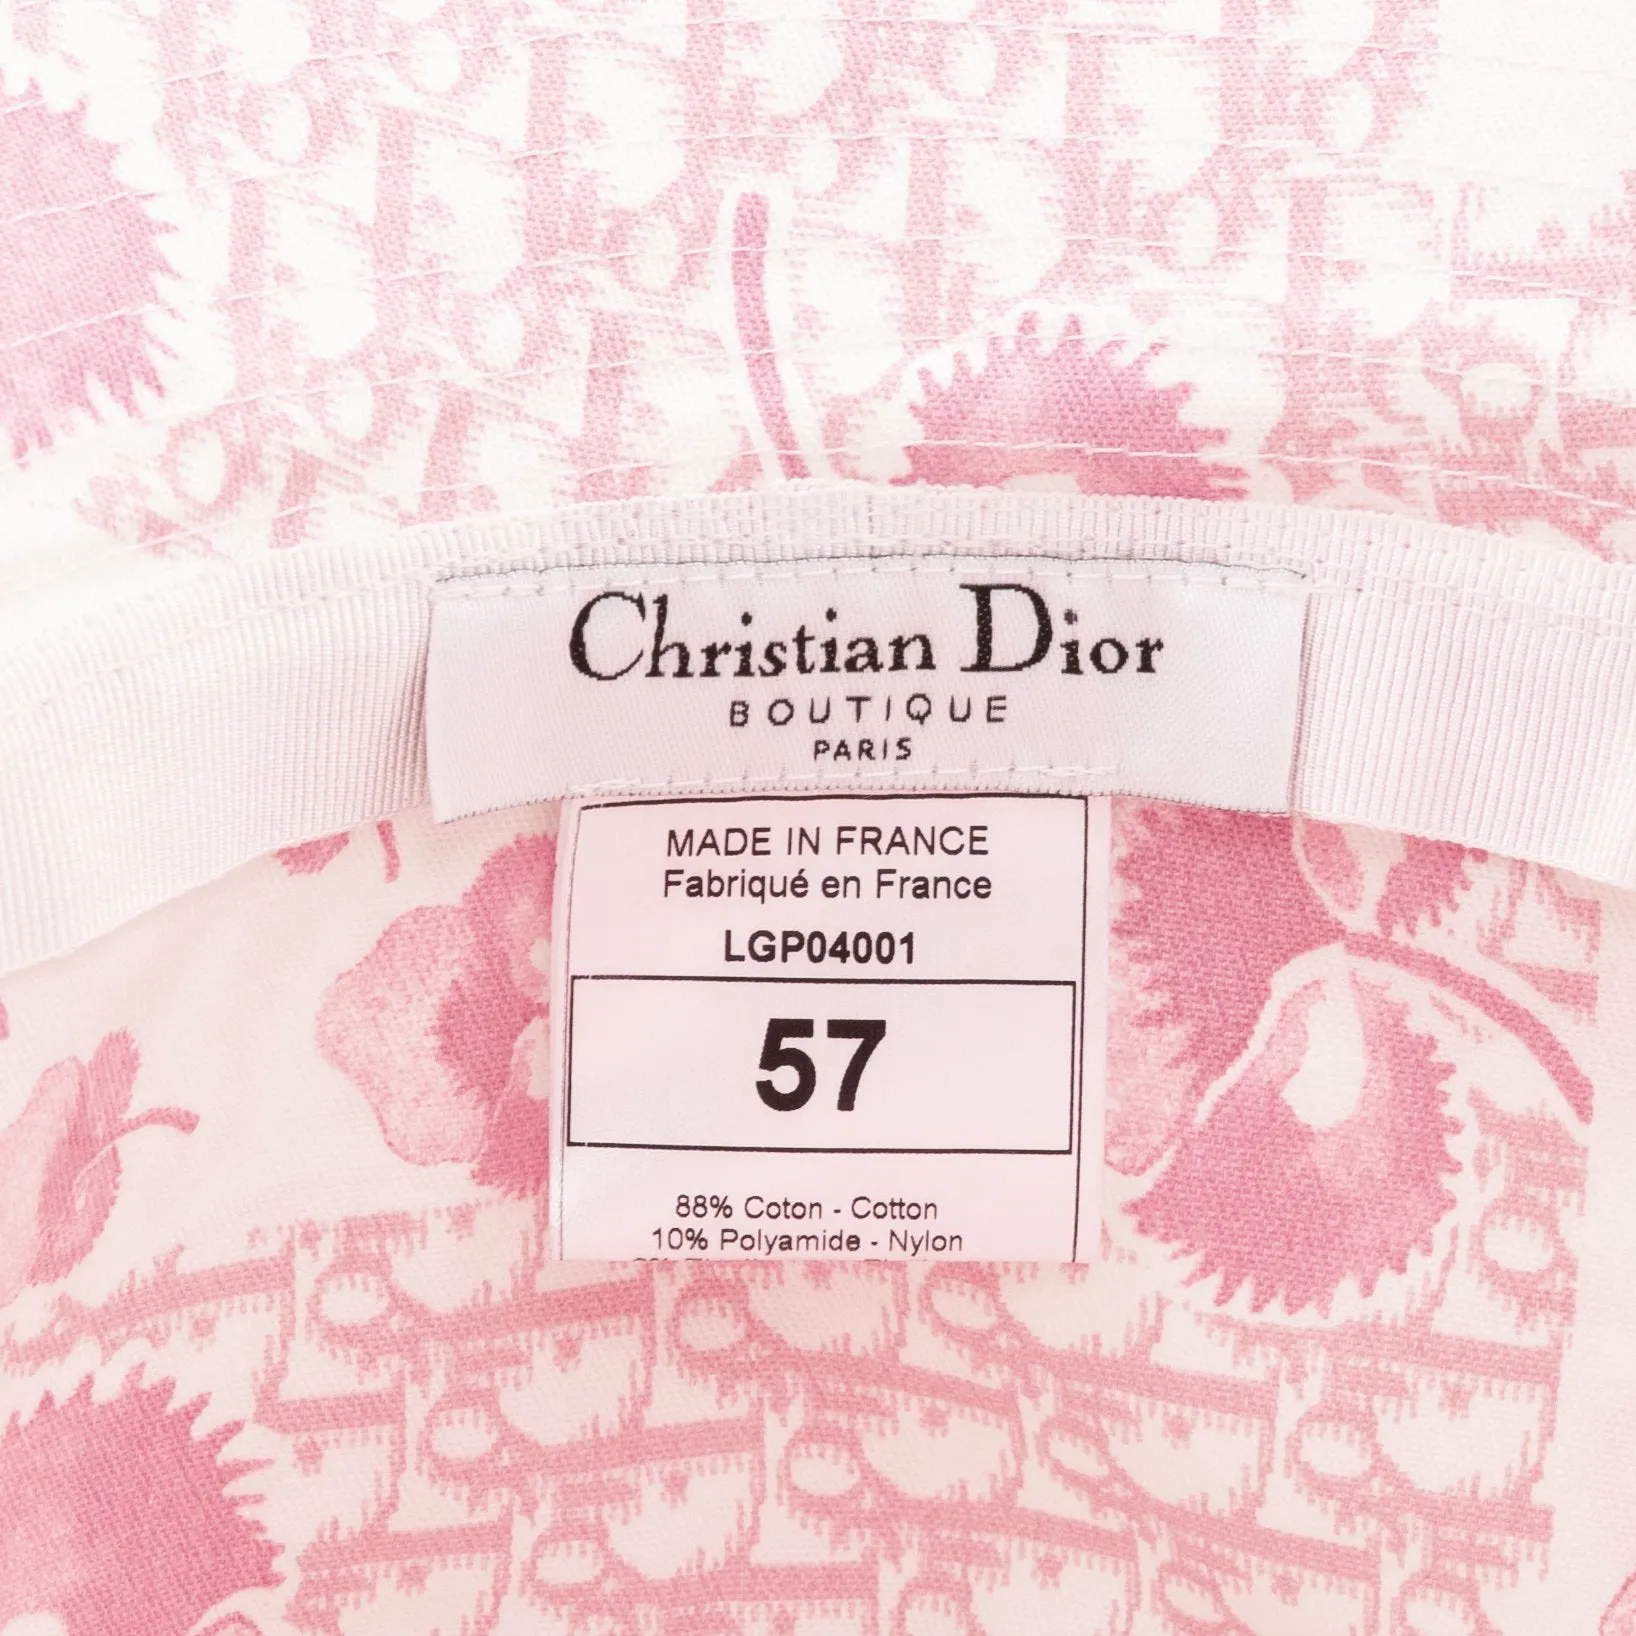 Christian Dior
BOUTIQUE
PARIS
MADE IN FRANCE
Fabriqué en France
LGP04001
57
88% Coton - Cotton
10% Polyamide - Nylon